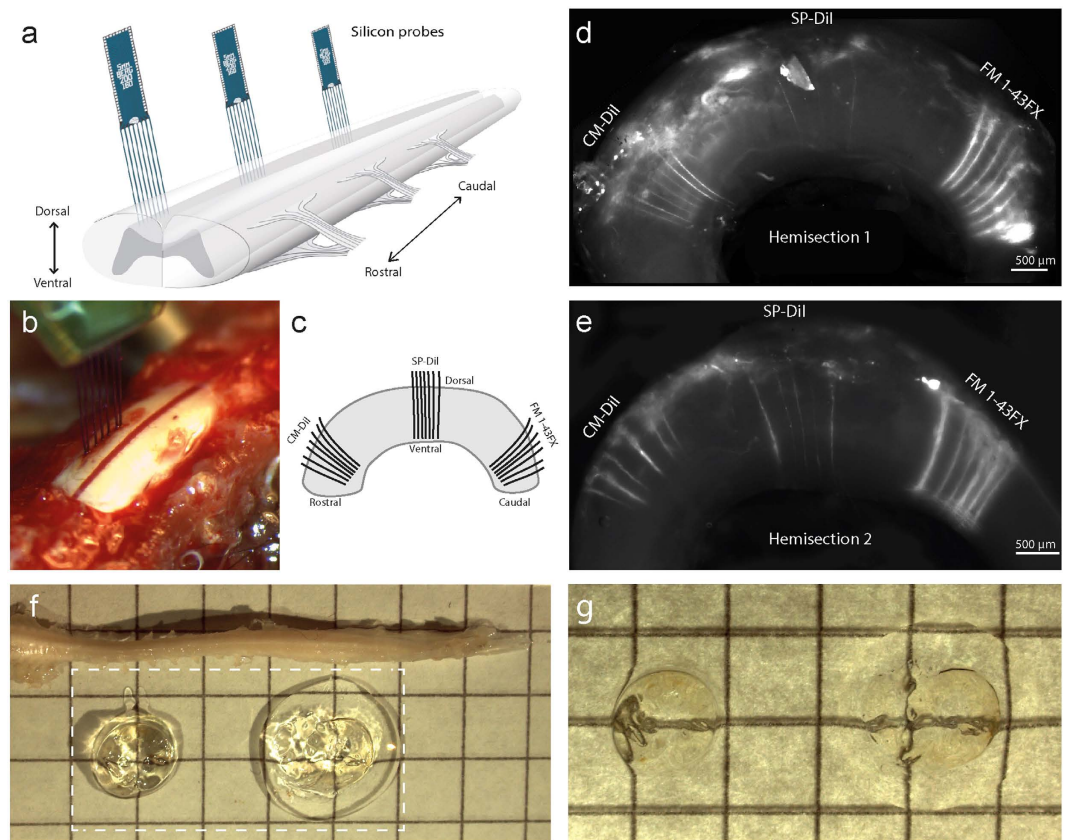 a
Silicon probes
Dorsal
Ventral
Caudal
Rostral
b
c
SP-DiI
Dorsal
CM-DiI
FM 1-43FX
Ventral
Rostral
Caudal
d
SP-DiI
CM-DiI
FM 1-43FX
Hemisection 1
500 µm
e
SP-DiI
CM-DiI
FM 1-43FX
Hemisection 2
500 µm
f
g